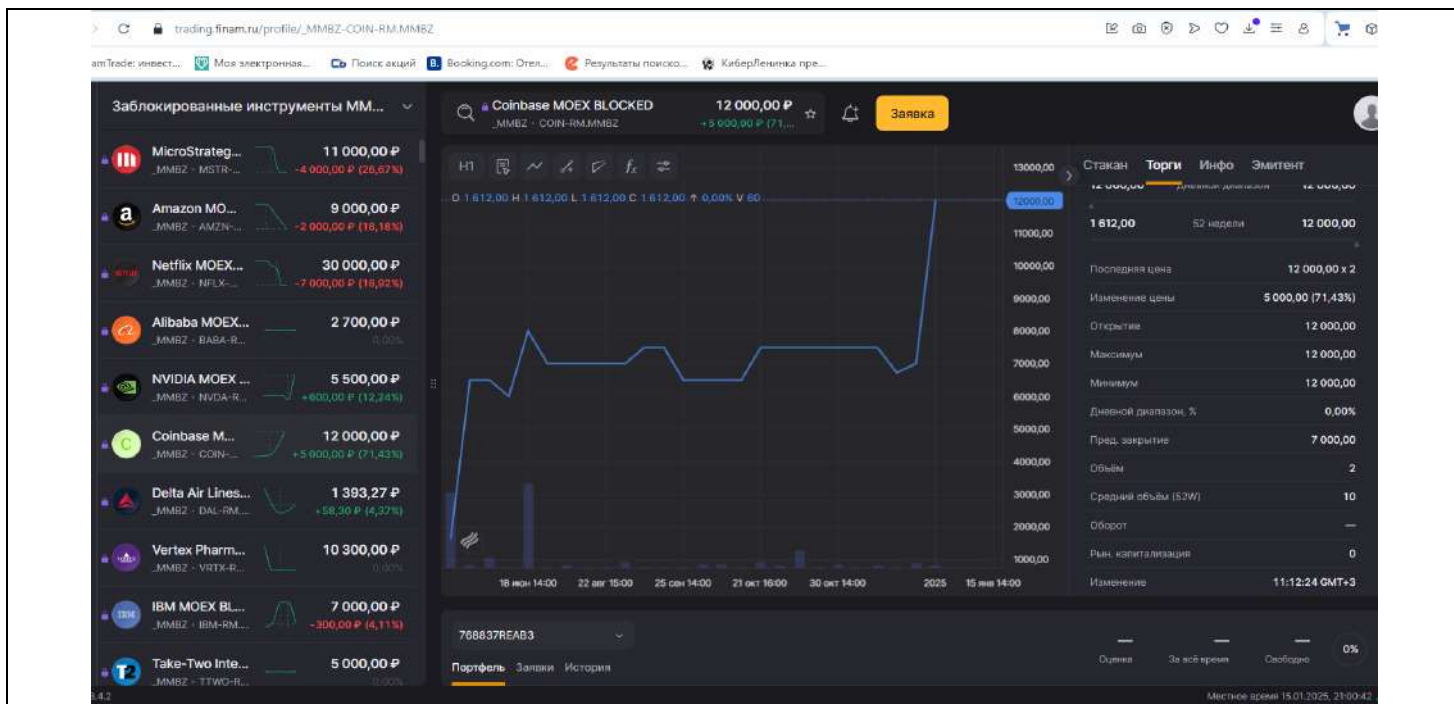 trading.finam.ru/profile/_MMBZ-COIN-RM.MMBZ
amTrade: инвест... Моя электронная... Поиск акций Booking.com: Отел... Результаты поиско... КиберЛенинка пре...
Заблокированные инструменты ММ...
Coinbase MOEX BLOCKED 12 000,00 ₽
_MMBZ · COIN-RM.MMBZ +5 000,00 ₽ (71,...
Заявка
MicroStrateg... 11 000,00 ₽
_MMBZ · MSTR-... -4 000,00 ₽ (26,67%)
Amazon MO... 9 000,00 ₽
_MMBZ · AMZN-... -2 000,00 ₽ (18,18%)
Netflix MOEX... 30 000,00 ₽
_MMBZ · NFLX-... -7 000,00 ₽ (18,92%)
Alibaba MOEX... 2 700,00 ₽
_MMBZ · BABA-R... 0,00%
NVIDIA MOEX ... 5 500,00 ₽
_MMBZ · NVDA-R... +600,00 ₽ (12,24%)
Coinbase M... 12 000,00 ₽
_MMBZ · COIN-... +5 000,00 ₽ (71,43%)
Delta Air Lines... 1 393,27 ₽
_MMBZ · DAL-RM.... +58,30 ₽ (4,37%)
Vertex Pharm... 10 300,00 ₽
_MMBZ · VRTX-R... 0,00%
IBM MOEX BL... 7 000,00 ₽
_MMBZ · IBM-RM.... -300,00 ₽ (4,11%)
Take-Two Inte... 5 000,00 ₽
_MMBZ · TTWO-R... 0,00%
H1
O 1 612,00 H 1 612,00 L 1 612,00 C 1 612,00 ↑ 0,00% V 60
13000,00
12000,00
11000,00
10000,00
9000,00
8000,00
7000,00
6000,00
5000,00
4000,00
3000,00
2000,00
1000,00
18 июн 14:00 22 авг 15:00 25 сен 14:00 21 окт 16:00 30 окт 14:00 2025 15 янв 14:00
Стакан Торги Инфо Эмитент
12 000,00 Дневной диапазон 12 000,00
1 612,00 52 недели 12 000,00
Последняя цена 12 000,00 x 2
Изменение цены 5 000,00 (71,43%)
Открытие 12 000,00
Максимум 12 000,00
Минимум 12 000,00
Дневной диапазон, % 0,00%
Пред. закрытие 7 000,00
Объём 2
Средний объём (52W) 10
Оборот —
Рын. капитализация 0
Изменение 11:12:24 GMT+3
768837REAB3
Портфель Заявки История
— — —
Оценка За всё время Свободно 0%
Местное время 15.01.2025, 21:00:42